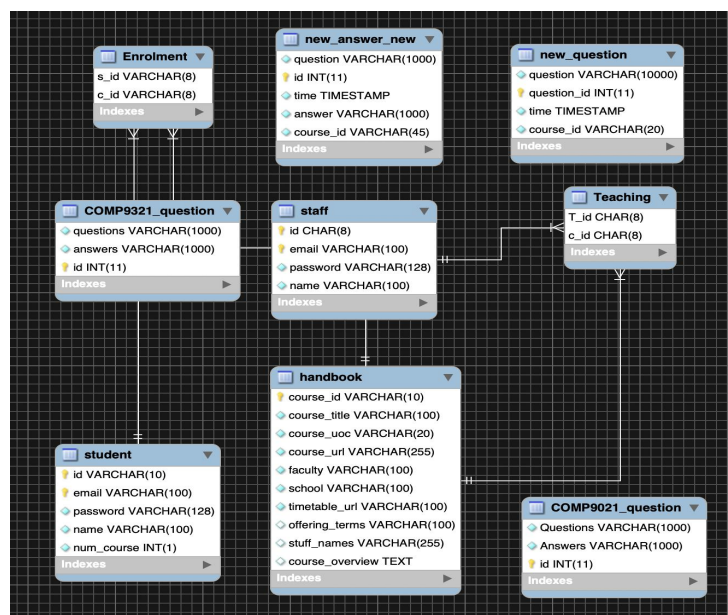 Enrolment
s_id VARCHAR(8)
c_id VARCHAR(8)
Indexes
new_answer_new
question VARCHAR(1000)
id INT(11)
time TIMESTAMP
answer VARCHAR(1000)
course_id VARCHAR(45)
Indexes
new_question
question VARCHAR(10000)
question_id INT(11)
time TIMESTAMP
course_id VARCHAR(20)
Indexes
COMP9321_question
questions VARCHAR(1000)
answers VARCHAR(1000)
id INT(11)
Indexes
staff
id CHAR(8)
email VARCHAR(100)
password VARCHAR(128)
name VARCHAR(100)
Indexes
Teaching
T_id CHAR(8)
c_id CHAR(8)
Indexes
handbook
course_id VARCHAR(10)
course_title VARCHAR(100)
course_uoc VARCHAR(20)
course_url VARCHAR(255)
faculty VARCHAR(100)
school VARCHAR(100)
timetable_url VARCHAR(100)
offering_terms VARCHAR(100)
stuff_names VARCHAR(255)
course_overview TEXT
Indexes
student
id VARCHAR(10)
email VARCHAR(100)
password VARCHAR(128)
name VARCHAR(100)
num_course INT(1)
Indexes
COMP9021_question
Questions VARCHAR(1000)
Answers VARCHAR(1000)
id INT(11)
Indexes